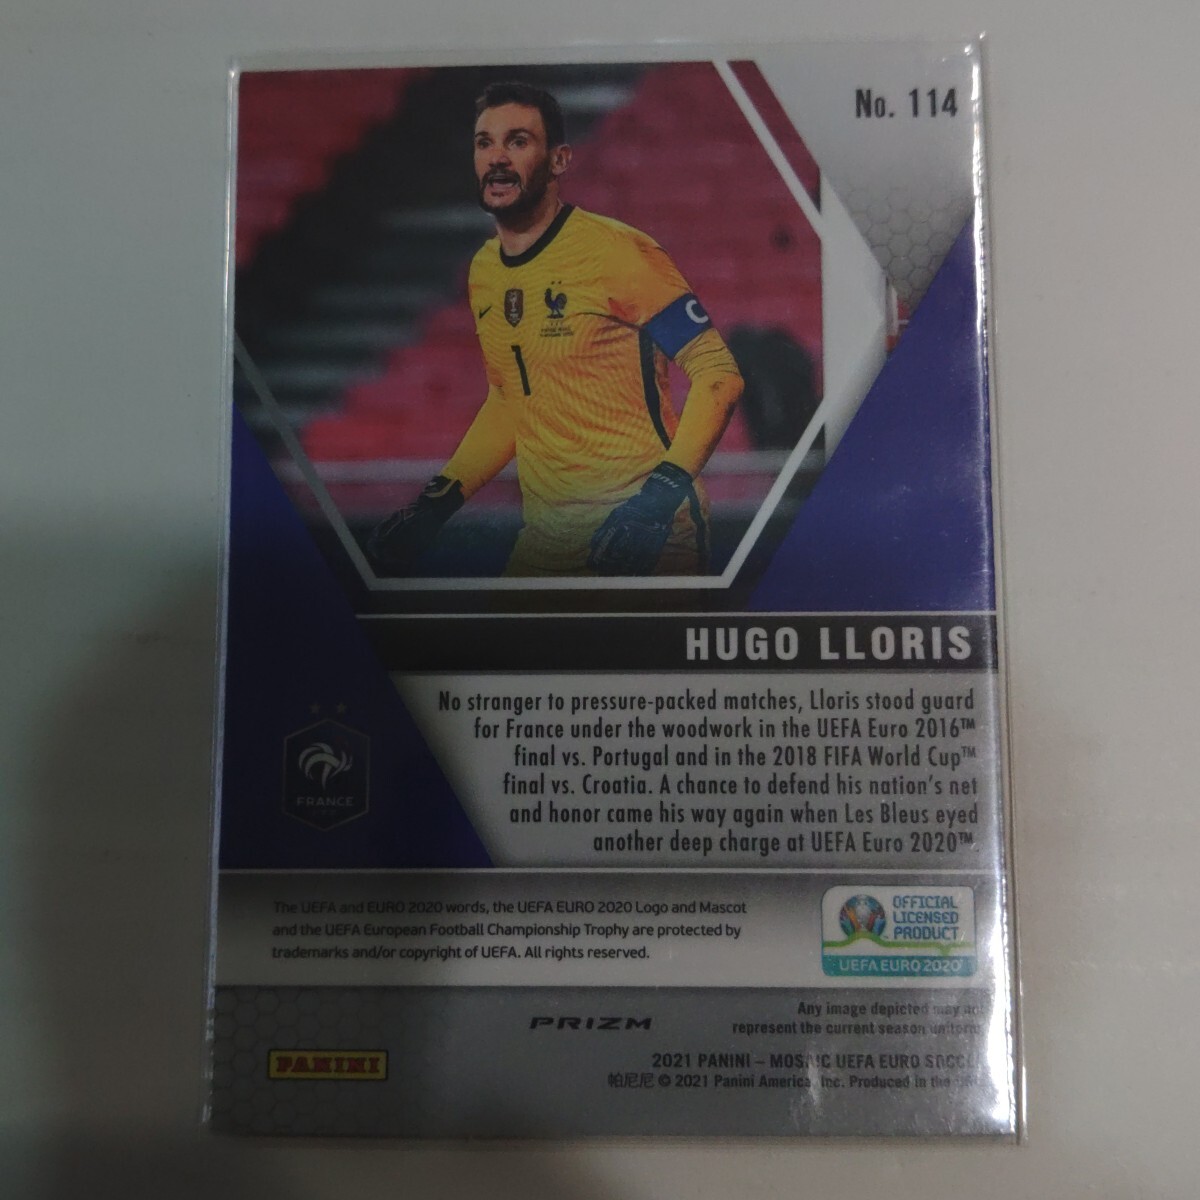 No. 114
C
1
HUGO LLORIS
No stranger to pressure-packed matches, Lloris stood guard
for France under the woodwork in the UEFA Euro 2016™
final vs. Portugal and in the 2018 FIFA World Cup™
final vs. Croatia. A chance to defend his nation's net
and honor came his way again when Les Bleus eyed
another deep charge at UEFA Euro 2020™.
FRANCE
The UEFA and EURO 2020 words, the UEFA EURO 2020 Logo and Mascot
and the UEFA European Football Championship Trophy are protected by
trademarks and/or copyright of UEFA. All rights reserved.
OFFICIAL
LICENSED
PRODUCT
UEFA EURO 2020
Any image depicted may not
represent the current season uniform.
PRIZM
PANINI
2021 PANINI – MOSAIC UEFA EURO SOCCER
帕尼尼 © 2021 Panini America, Inc. Produced in the